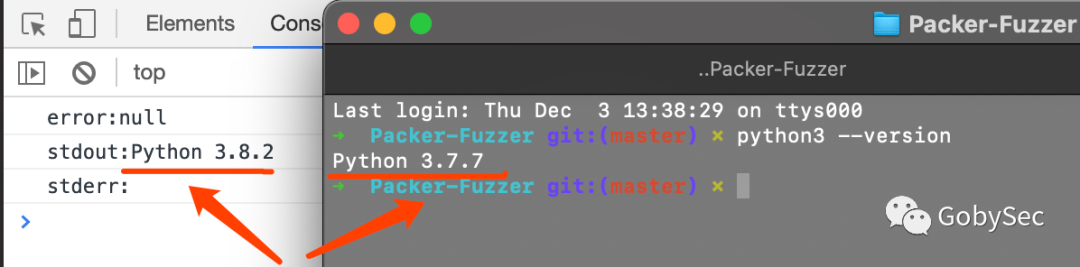 Elements Cons
top
error:null
stdout:Python 3.8.2
stderr:
Packer-Fuzzer
..Packer-Fuzzer
Last login: Thu Dec  3 13:38:29 on ttys000
➜  Packer-Fuzzer git:(master) ✗ python3 --version
Python 3.7.7
➜  Packer-Fuzzer git:(master) ✗
GobySec